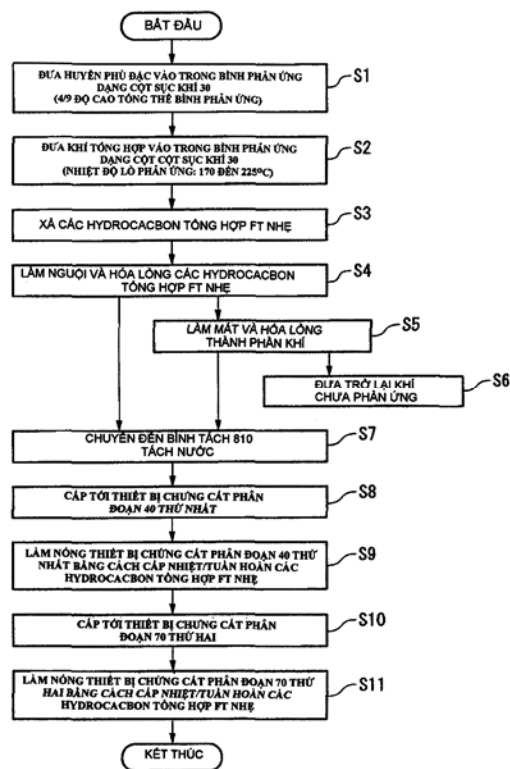 BẮT ĐẦU
ĐƯA HUYỀN PHÙ ĐẶC VÀO TRONG BÌNH PHẢN ỨNG
DẠNG CỘT SỤC KHÍ 30
(4/9 ĐỘ CAO TỔNG THỂ BÌNH PHẢN ỨNG)
S1
ĐƯA KHÍ TỔNG HỢP VÀO TRONG BÌNH PHẢN ỨNG
DẠNG CỘT CỘT SỤC KHÍ 30
(NHIỆT ĐỘ LÒ PHẢN ỨNG: 170 ĐẾN 225⁰C)
S2
XẢ CÁC HYDROCACBON TỔNG HỢP FT NHẸ
S3
LÀM NGUỘI VÀ HÓA LỎNG CÁC HYDROCACBON
TỔNG HỢP FT NHẸ
S4
LÀM MÁT VÀ HÓA LỎNG
THÀNH PHẦN KHÍ
S5
ĐƯA TRỞ LẠI KHÍ
CHƯA PHẢN ỨNG
S6
CHUYỂN ĐẾN BÌNH TÁCH 810
TÁCH NƯỚC
S7
CẤP TỚI THIẾT BỊ CHƯNG CẤT PHÂN
ĐOẠN 40 THỨ NHẤT
S8
LÀM NÓNG THIẾT BỊ CHƯNG CẤT PHÂN ĐOẠN 40 THỨ
NHẤT BẰNG CÁCH CẤP NHIỆT/TUẦN HOÀN CÁC
HYDROCACBON TỔNG HỢP FT NHẸ
S9
CẤP TỚI THIẾT BỊ CHƯNG CẤT PHÂN
ĐOẠN 70 THỨ HAI
S10
LÀM NÓNG THIẾT BỊ CHƯNG CẤT PHÂN ĐOẠN 70 THỨ
HAI BẰNG CÁCH CẤP NHIỆT/TUẦN HOÀN CÁC
HYDROCACBON TỔNG HỢP FT NHẸ
S11
KẾT THÚC